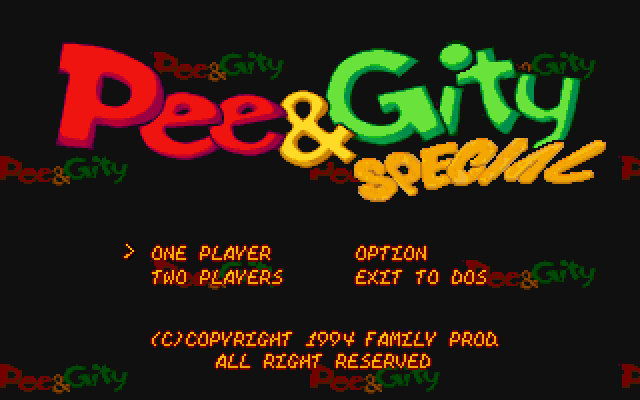 Pee&Gity
SPECIAL
> ONE PLAYER OPTION
TWO PLAYERS EXIT TO DOS
(C)COPYRIGHT 1994 FAMILY PROD.
ALL RIGHT RESERVED